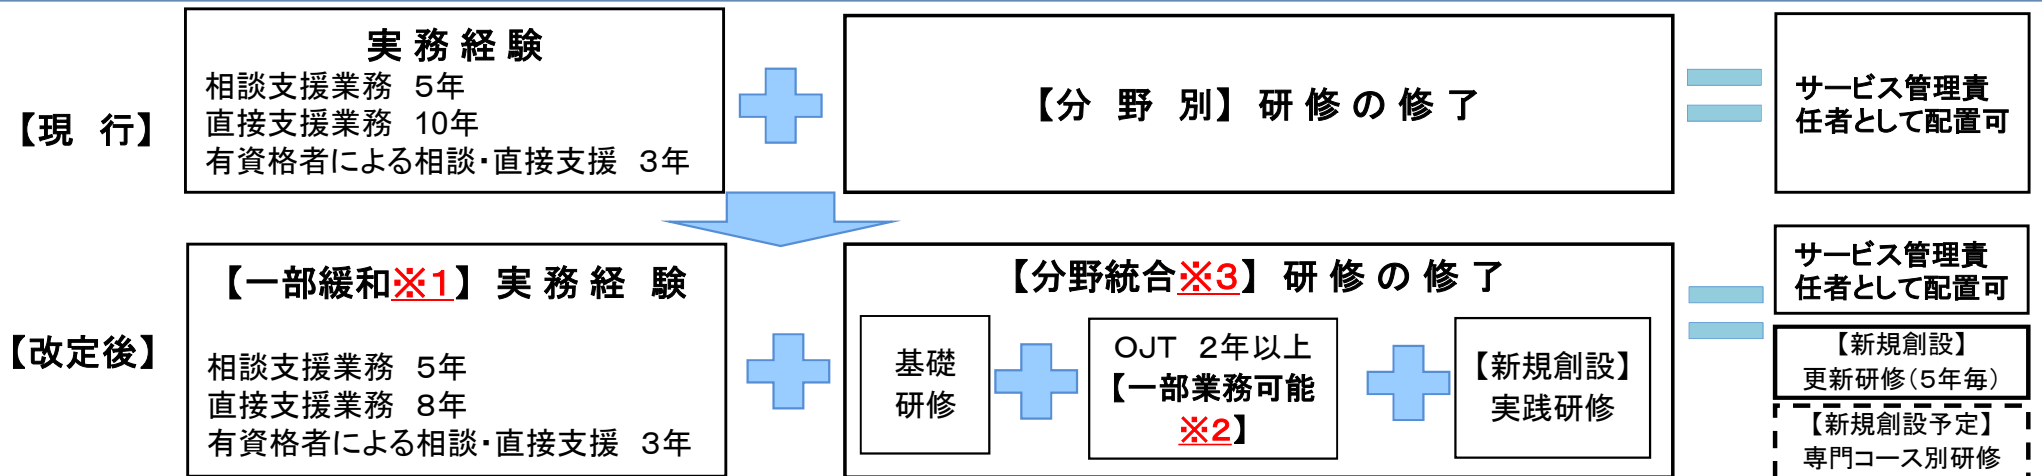 【現　行】
実 務 経 験
相談支援業務　5年
直接支援業務　10年
有資格者による相談・直接支援　3年
【分　野　別】 研 修 の 修 了
サービス管理責
任者として配置可
【改定後】
【一部緩和※1】 実 務 経　験
相談支援業務　5年
直接支援業務　8年
有資格者による相談・直接支援　3年
【分野統合※3】 研 修 の 修 了
基礎
研修
OJT　2年以上
【一部業務可能
※2】
【新規創設】
実践研修
サービス管理責
任者として配置可
【新規創設】
更新研修(5年毎)
【新規創設予定】
専門コース別研修